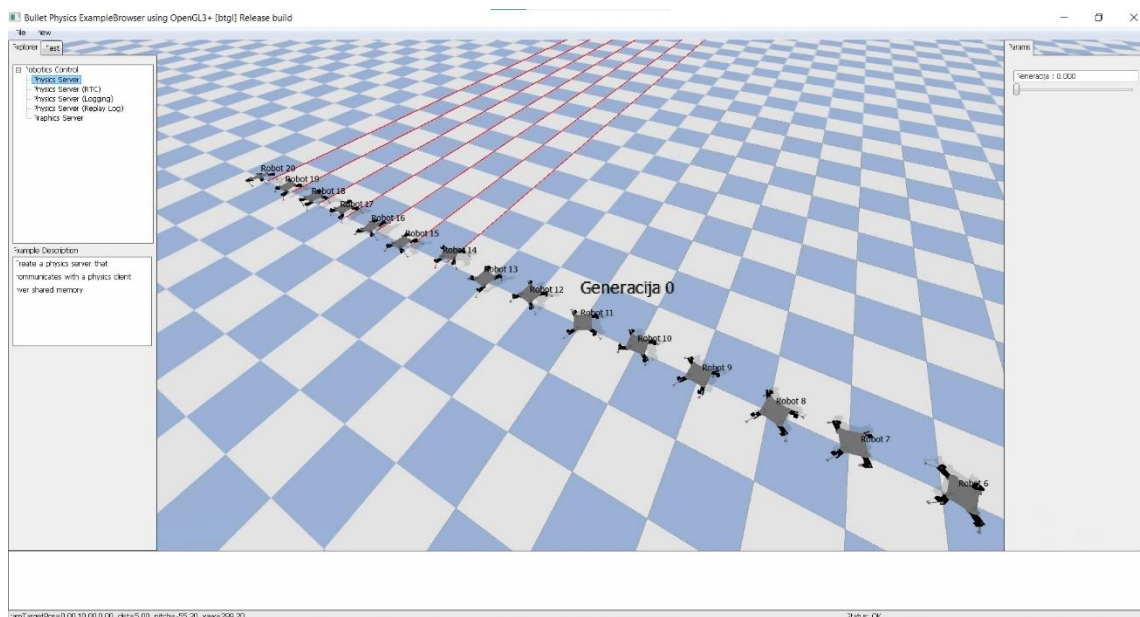 Bullet Physics ExampleBrowser using OpenGL3+ [btgl] Release build
File View
Explorer Test
Params
Robotics Control
Physics Server
Physics Server (RTC)
Physics Server (Logging)
Physics Server (Replay Log)
Graphics Server
Generacija : 0.000
Example Description
Create a physics server that
communicates with a physics client
over shared memory
Robot 20
Robot 19
Robot 18
Robot 17
Robot 16
Robot 15
Robot 14
Robot 13
Robot 12
Generacija 0
Robot 11
Robot 10
Robot 9
Robot 8
Robot 7
Robot 6
dist=5.00,
Status: OK